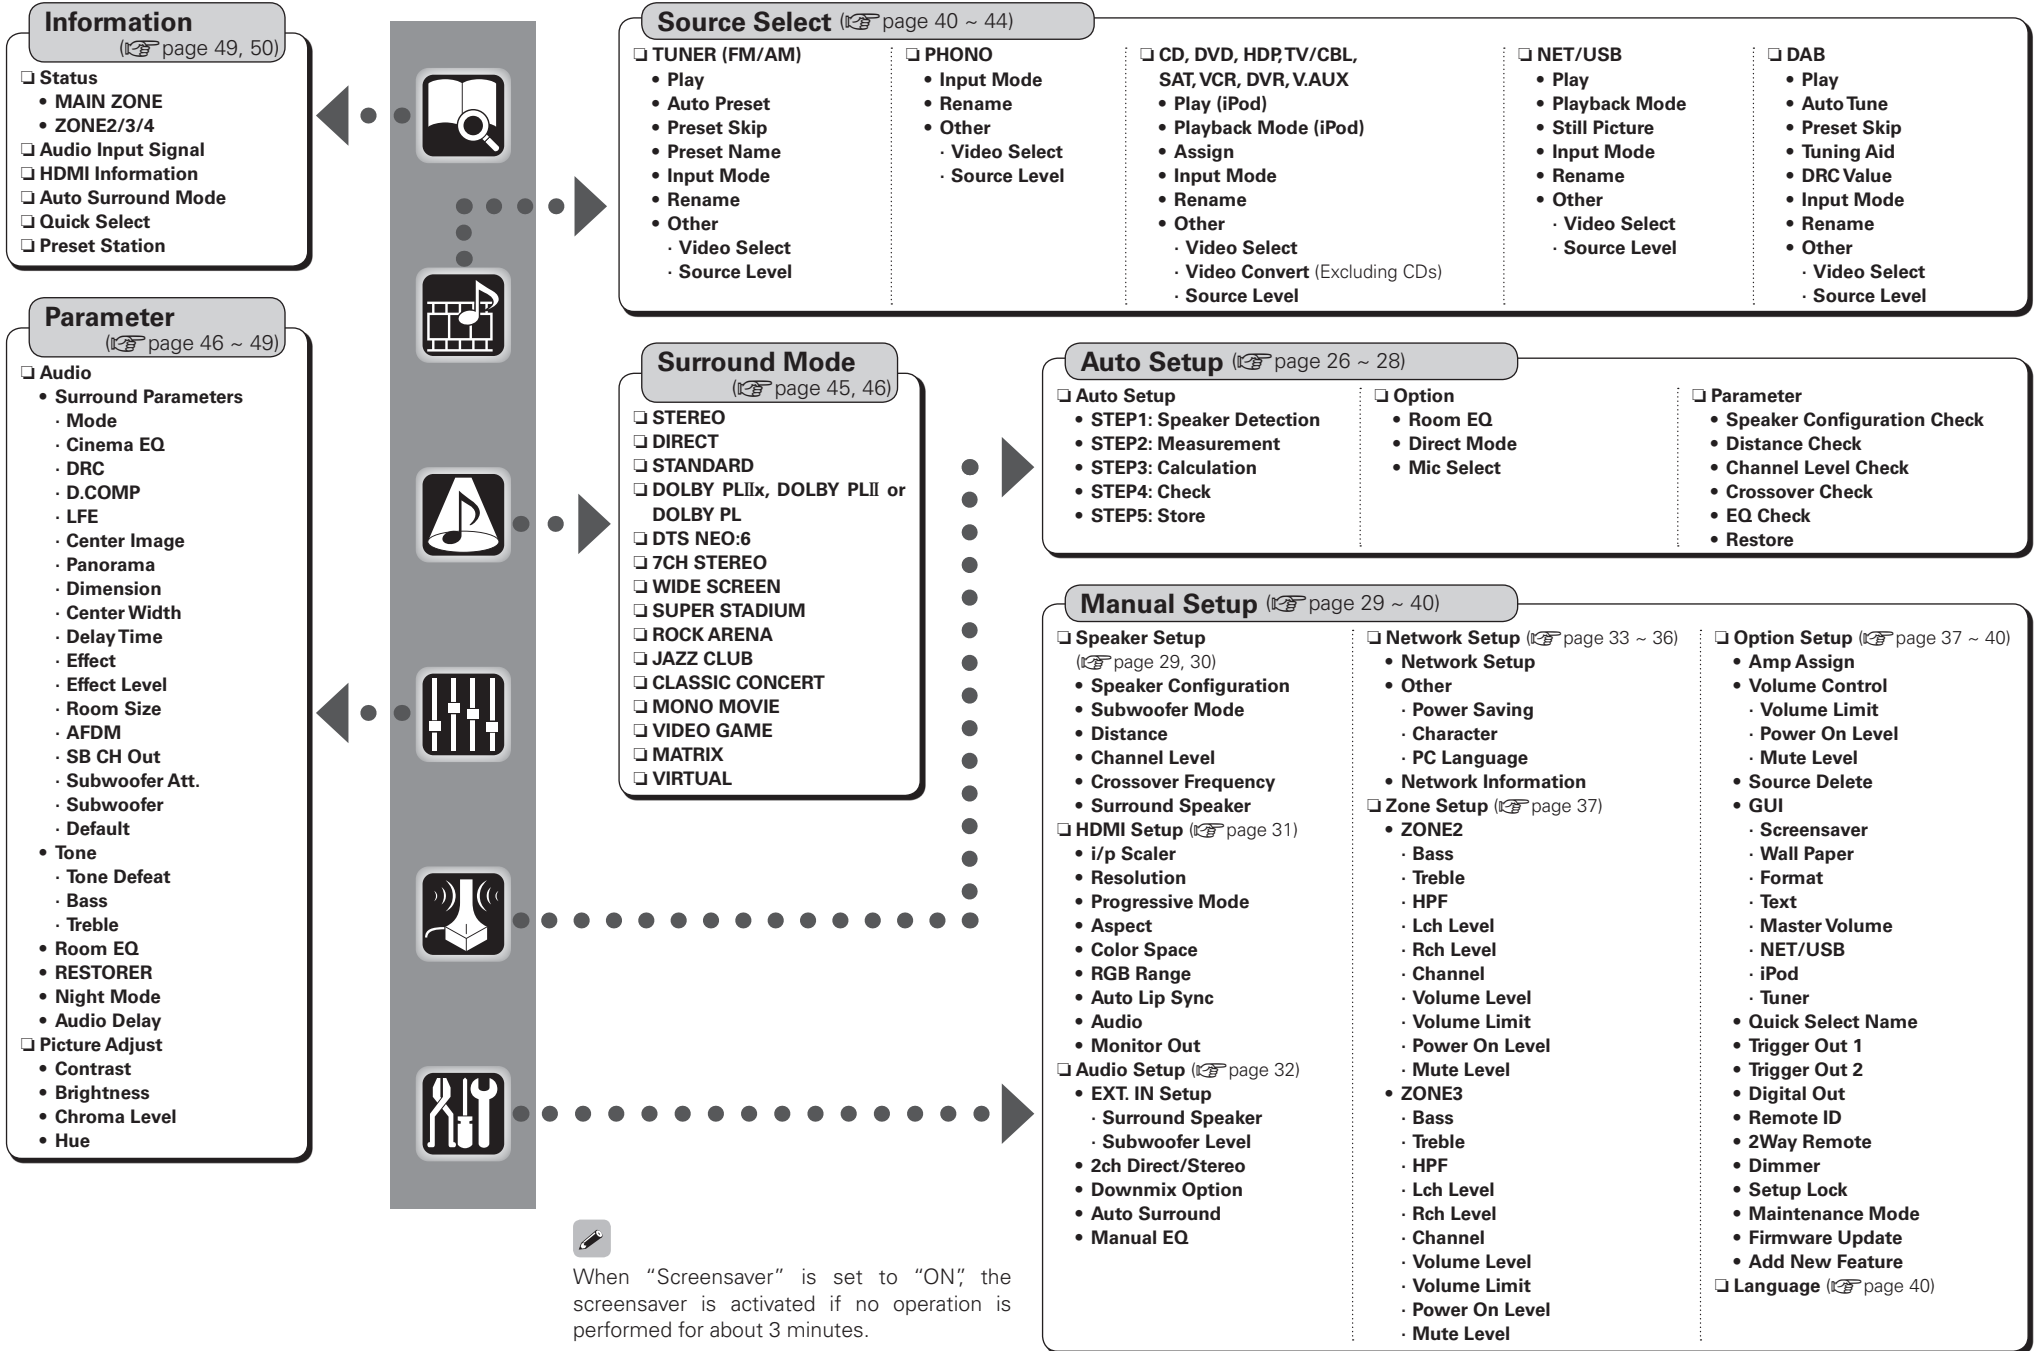 Information
(page 49, 50)
❏ Status
• MAIN ZONE
• ZONE2/3/4
❏ Audio Input Signal
❏ HDMI Information
❏ Auto Surround Mode
❏ Quick Select
❏ Preset Station
Parameter
(page 46 ~ 49)
❏ Audio
• Surround Parameters
· Mode
· Cinema EQ
· DRC
· D.COMP
· LFE
· Center Image
· Panorama
· Dimension
· Center Width
· Delay Time
· Effect
· Effect Level
· Room Size
· AFDM
· SB CH Out
· Subwoofer Att.
· Subwoofer
· Default
• Tone
· Tone Defeat
· Bass
· Treble
• Room EQ
• RESTORER
• Night Mode
• Audio Delay
❏ Picture Adjust
• Contrast
• Brightness
• Chroma Level
• Hue
Source Select (page 40 ~ 44)
❏ TUNER (FM/AM)
• Play
• Auto Preset
• Preset Skip
• Preset Name
• Input Mode
• Rename
• Other
· Video Select
· Source Level
❏ PHONO
• Input Mode
• Rename
• Other
· Video Select
· Source Level
❏ CD, DVD, HDP, TV/CBL,
SAT, VCR, DVR, V.AUX
• Play (iPod)
• Playback Mode (iPod)
• Assign
• Input Mode
• Rename
• Other
· Video Select
· Video Convert (Excluding CDs)
· Source Level
❏ NET/USB
• Play
• Playback Mode
• Still Picture
• Input Mode
• Rename
• Other
· Video Select
· Source Level
❏ DAB
• Play
• Auto Tune
• Preset Skip
• Tuning Aid
• DRC Value
• Input Mode
• Rename
• Other
· Video Select
· Source Level
Surround Mode
(page 45, 46)
❏ STEREO
❏ DIRECT
❏ STANDARD
❏ DOLBY PLⅡx, DOLBY PLⅡ or
DOLBY PL
❏ DTS NEO:6
❏ 7CH STEREO
❏ WIDE SCREEN
❏ SUPER STADIUM
❏ ROCK ARENA
❏ JAZZ CLUB
❏ CLASSIC CONCERT
❏ MONO MOVIE
❏ VIDEO GAME
❏ MATRIX
❏ VIRTUAL
Auto Setup (page 26 ~ 28)
❏ Auto Setup
• STEP1: Speaker Detection
• STEP2: Measurement
• STEP3: Calculation
• STEP4: Check
• STEP5: Store
❏ Option
• Room EQ
• Direct Mode
• Mic Select
❏ Parameter
• Speaker Configuration Check
• Distance Check
• Channel Level Check
• Crossover Check
• EQ Check
• Restore
Manual Setup (page 29 ~ 40)
❏ Speaker Setup
(page 29, 30)
• Speaker Configuration
• Subwoofer Mode
• Distance
• Channel Level
• Crossover Frequency
• Surround Speaker
❏ HDMI Setup (page 31)
• i/p Scaler
• Resolution
• Progressive Mode
• Aspect
• Color Space
• RGB Range
• Auto Lip Sync
• Audio
• Monitor Out
❏ Audio Setup (page 32)
• EXT. IN Setup
· Surround Speaker
· Subwoofer Level
• 2ch Direct/Stereo
• Downmix Option
• Auto Surround
• Manual EQ
❏ Network Setup (page 33 ~ 36)
• Network Setup
• Other
· Power Saving
· Character
· PC Language
• Network Information
❏ Zone Setup (page 37)
• ZONE2
· Bass
· Treble
· HPF
· Lch Level
· Rch Level
· Channel
· Volume Level
· Volume Limit
· Power On Level
· Mute Level
• ZONE3
· Bass
· Treble
· HPF
· Lch Level
· Rch Level
· Channel
· Volume Level
· Volume Limit
· Power On Level
· Mute Level
❏ Option Setup (page 37 ~ 40)
• Amp Assign
• Volume Control
· Volume Limit
· Power On Level
· Mute Level
• Source Delete
• GUI
· Screensaver
· Wall Paper
· Format
· Text
· Master Volume
· NET/USB
· iPod
· Tuner
• Quick Select Name
• Trigger Out 1
• Trigger Out 2
• Digital Out
• Remote ID
• 2Way Remote
• Dimmer
• Setup Lock
• Maintenance Mode
• Firmware Update
• Add New Feature
❏ Language (page 40)
When “Screensaver” is set to “ON”, the
screensaver is activated if no operation is
performed for about 3 minutes.